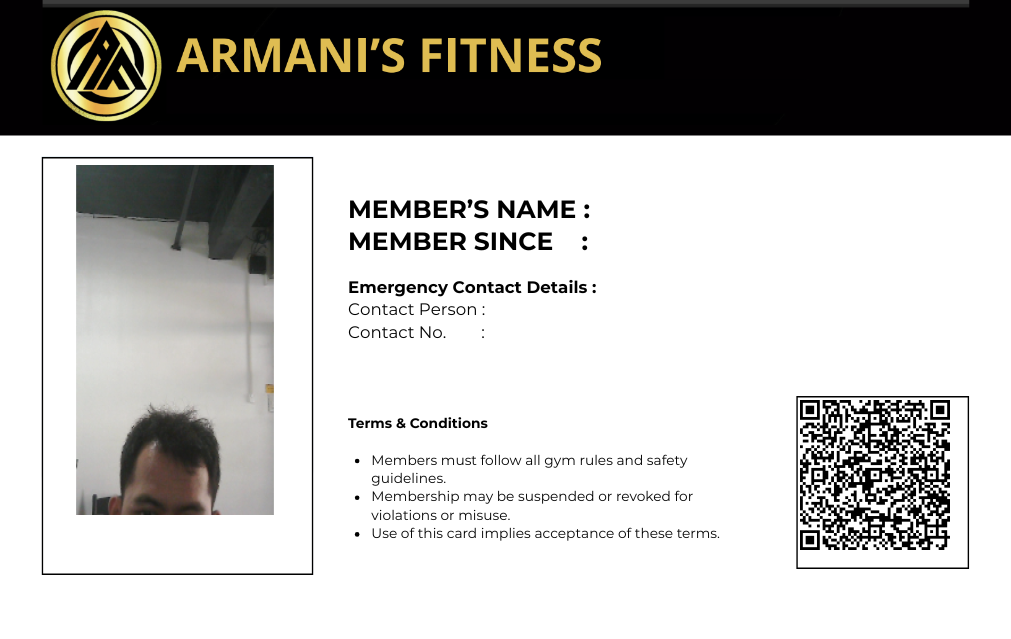 ARMANI’S FITNESS
MEMBER’S NAME :
MEMBER SINCE :
Emergency Contact Details :
Contact Person :
Contact No. :
Terms & Conditions
• Members must follow all gym rules and safety
guidelines.
• Membership may be suspended or revoked for
violations or misuse.
• Use of this card implies acceptance of these terms.